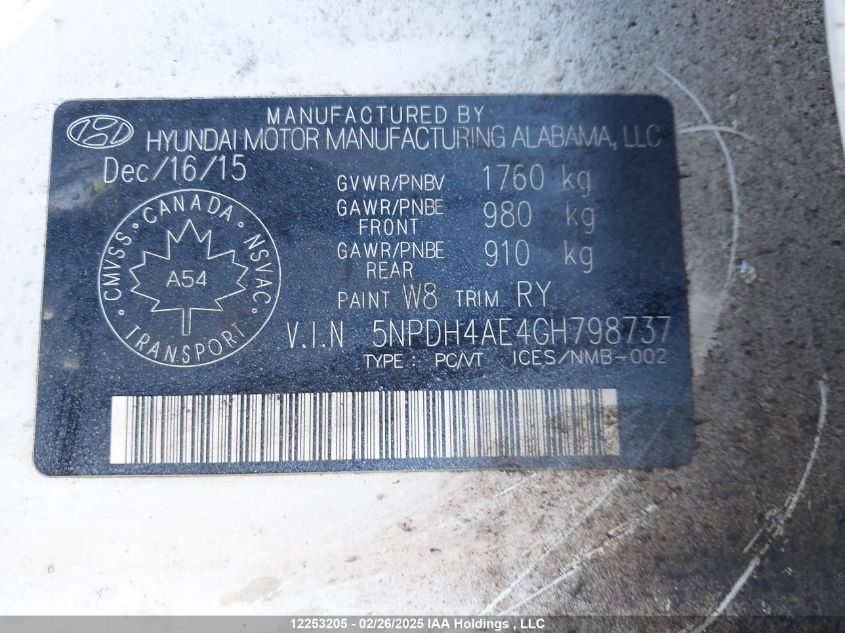 MANUFACTURED BY
HYUNDAI MOTOR MANUFACTURING ALABAMA, LLC
Dec/16/15
GVWR/PNBV 1760 kg
GAWR/PNBE FRONT 980 kg
GAWR/PNBE REAR 910 kg
CANADA
CMVSS NSVAC
A54
TRANSPORT
PAINT W8 TRIM RY
V.I.N 5NPDH4AE4GH798737
TYPE : PC/VT ICES/NMB-002
12253205 - 02/26/2025 IAA Holdings, LLC